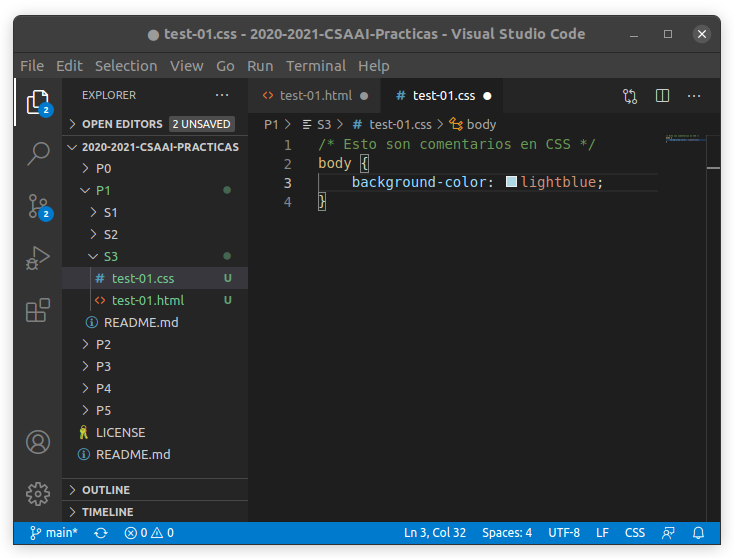 ● test-01.css - 2020-2021-CSAAI-Practicas - Visual Studio Code
File Edit Selection View Go Run Terminal Help
EXPLORER ···
test-01.html ●
# test-01.css ●
2
OPEN EDITORS 2 UNSAVED
P1 > S3 > # test-01.css > body
2020-2021-CSAAI-PRACTICAS
P0
P1
S1
S2
S3
# test-01.css U
<> test-01.html U
README.md
P2
P3
P4
P5
LICENSE
README.md
OUTLINE
TIMELINE
2
1 /* Esto son comentarios en CSS */
2 body {
3 background-color: lightblue;
4 }
main* 0 0 Ln 3, Col 32 Spaces: 4 UTF-8 LF CSS